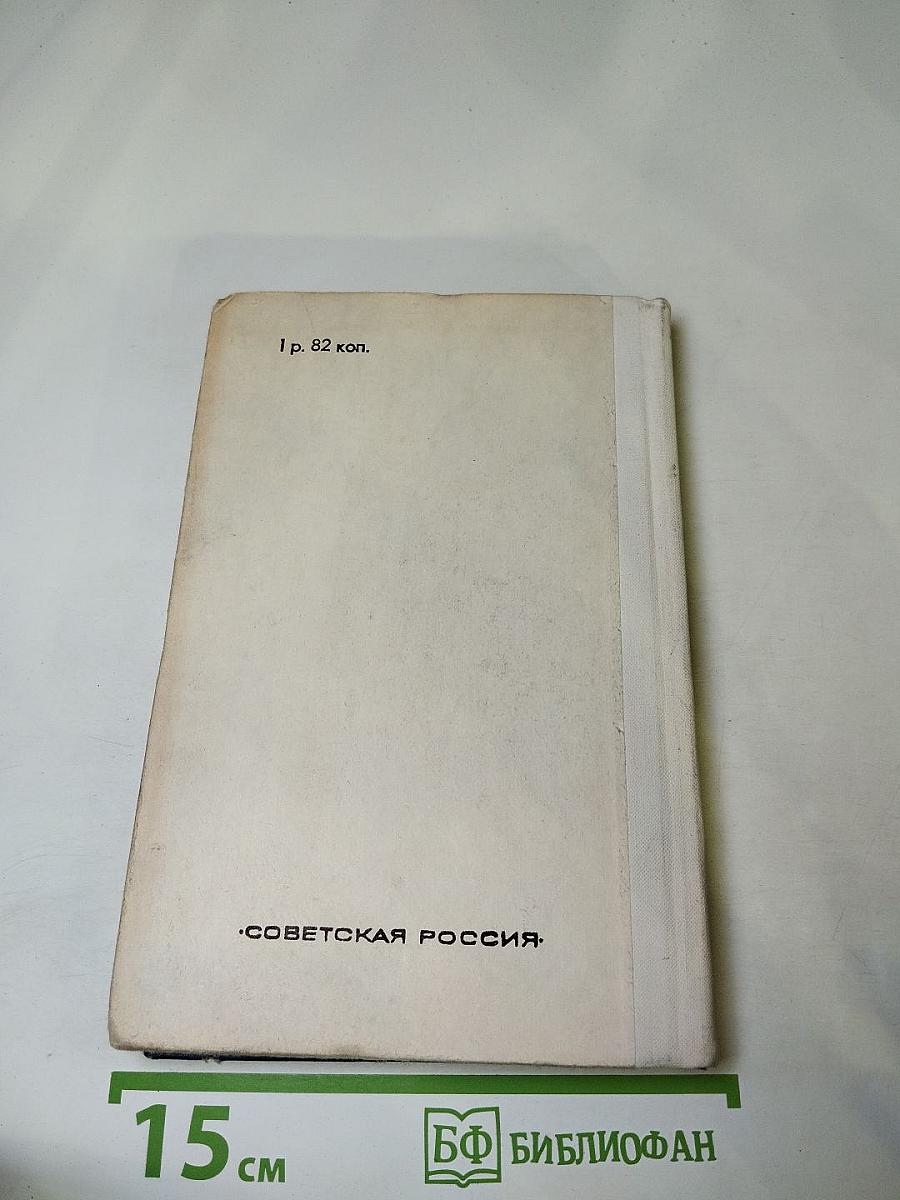 1 р. 82 коп.
·СОВЕТСКАЯ РОССИЯ·
15 см
БФ БИБЛИОФАН